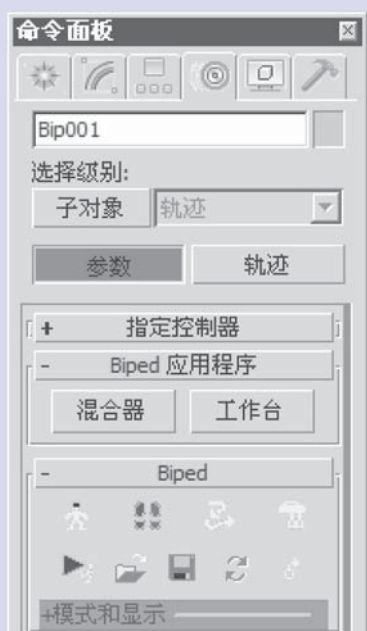 命令面板
Bip001
选择级别:
子对象 轨迹
参数 轨迹
+ 指定控制器
- Biped 应用程序
混合器 工作台
- Biped
+模式和显示